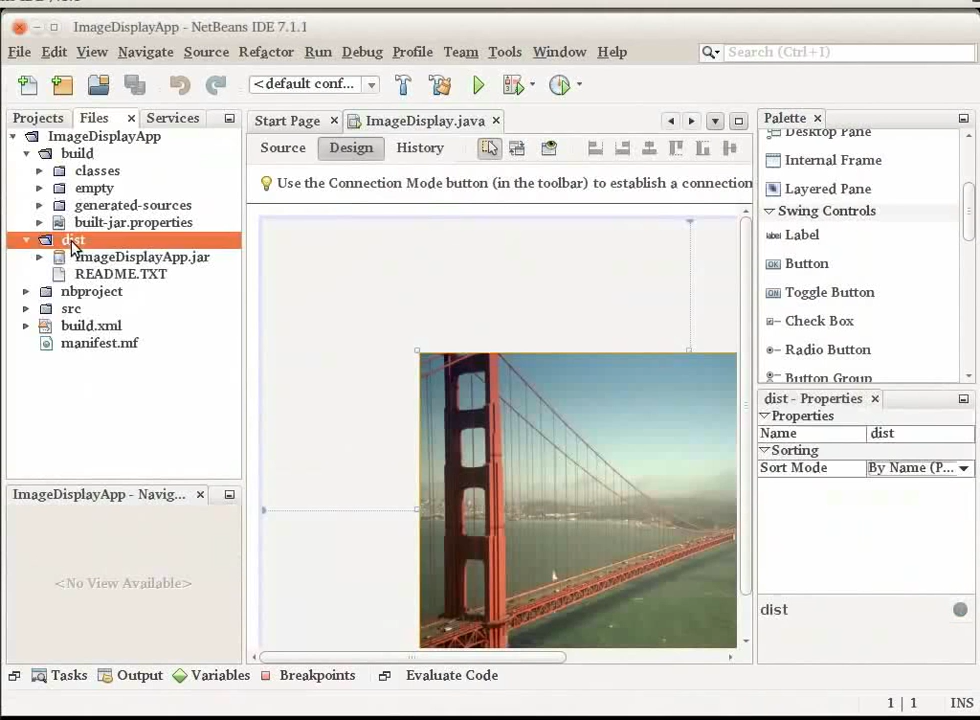 ImageDisplayApp - NetBeans IDE 7.1.1
File Edit View Navigate Source Refactor Run Debug Profile Team Tools Window Help
Search (Ctrl+I)
<default conf...
Projects Files Services
ImageDisplayApp
build
classes
empty
generated-sources
built-jar.properties
dist
ImageDisplayApp.jar
README.TXT
nbproject
src
build.xml
manifest.mf
ImageDisplayApp - Navig...
<No View Available>
Start Page ImageDisplay.java
Source Design History
Use the Connection Mode button (in the toolbar) to establish a connection
Palette
Desktop Pane
Internal Frame
Layered Pane
Swing Controls
label Label
OK Button
ON Toggle Button
Check Box
Radio Button
Button Group
dist - Properties
Properties
Name dist
Sorting
Sort Mode By Name (P...
dist
Tasks Output Variables Breakpoints Evaluate Code
1 | 1 INS